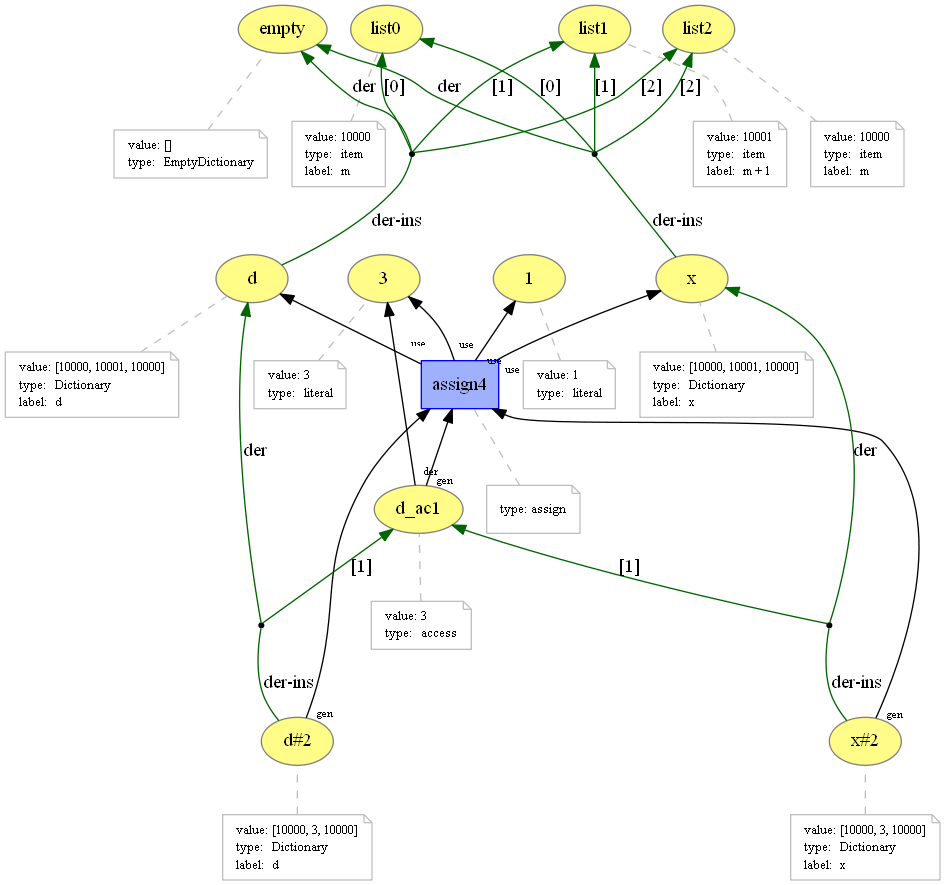 empty
list0
list1
list2
der
[0]
der
[1]
[0]
[1]
[2]
[2]
value: []
type: EmptyDictionary
value: 10000
type: item
label: m
value: 10001
type: item
label: m + 1
value: 10000
type: item
label: m
der-ins
der-ins
d
3
1
x
use
use
use
use
value: [10000, 10001, 10000]
type: Dictionary
label: d
value: 3
type: literal
assign4
value: 1
type: literal
value: [10000, 10001, 10000]
type: Dictionary
label: x
der
der
der
gen
d_ac1
type: assign
[1]
[1]
value: 3
type: access
der-ins
der-ins
gen
gen
d#2
x#2
value: [10000, 3, 10000]
type: Dictionary
label: d
value: [10000, 3, 10000]
type: Dictionary
label: x